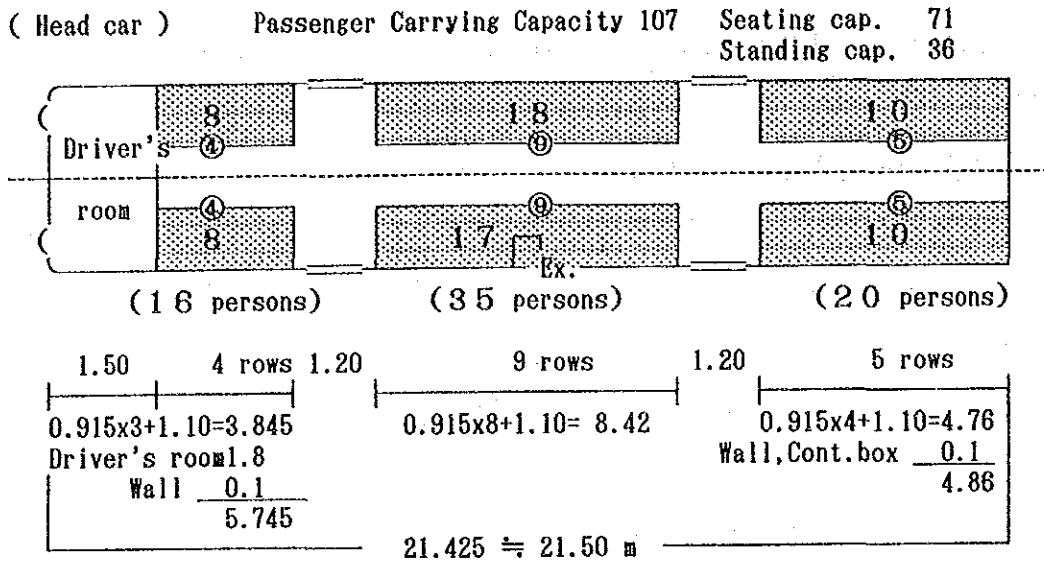 ( Head car ) Passenger Carrying Capacity 107 Seating cap. 71
Standing cap. 36
8 18 10
Driver's ④ ⑨ ⑤
room ④ ⑨ ⑤
8 17 10
Ex.
(16 persons) (35 persons) (20 persons)
1.50 4 rows 1.20 9 rows 1.20 5 rows
0.915x3+1.10=3.845 0.915x8+1.10= 8.42 0.915x4+1.10=4.76
Driver's room1.8 Wall,Cont.box 0.1
Wall 0.1 4.86
5.745
21.425 ≒ 21.50 m